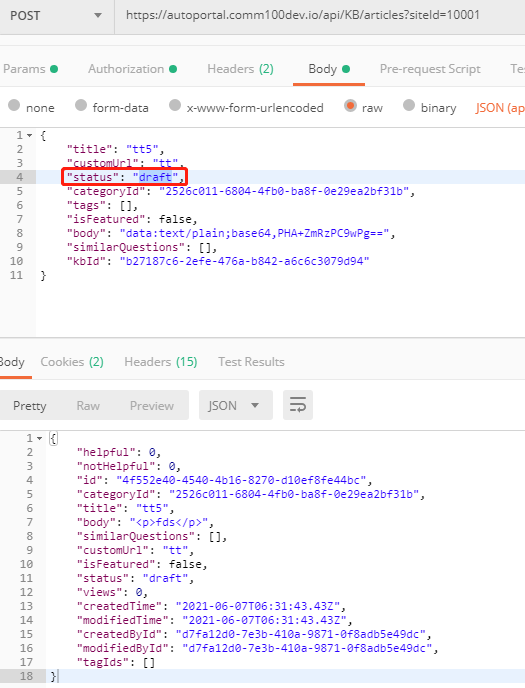 POST https://autoportal.comm100dev.io/api/KB/articles?siteId=10001
Params Authorization Headers (2) Body Pre-request Script
none form-data x-www-form-urlencoded raw binary JSON (ap
1 {
2 "title": "tt5",
3 "customUrl": "tt",
4 "status": "draft",
5 "categoryId": "2526c011-6804-4fb0-ba8f-0e29ea2bf31b",
6 "tags": [],
7 "isFeatured": false,
8 "body": "data:text/plain;base64,PHA+ZmRzPC9wPg==",
9 "similarQuestions": [],
10 "kbId": "b27187c6-2efe-476a-b842-a6c6c3079d94"
11 }
Body Cookies (2) Headers (15) Test Results
Pretty Raw Preview JSON
1 {
2 "helpful": 0,
3 "notHelpful": 0,
4 "id": "4f552e40-4540-4b16-8270-d10ef8fe44bc",
5 "categoryId": "2526c011-6804-4fb0-ba8f-0e29ea2bf31b",
6 "title": "tt5",
7 "body": "<p>fds</p>",
8 "similarQuestions": [],
9 "customUrl": "tt",
10 "isFeatured": false,
11 "status": "draft",
12 "views": 0,
13 "createdTime": "2021-06-07T06:31:43.43Z",
14 "modifiedTime": "2021-06-07T06:31:43.43Z",
15 "createdById": "d7fa12d0-7e3b-410a-9871-0f8adb5e49dc",
16 "modifiedById": "d7fa12d0-7e3b-410a-9871-0f8adb5e49dc",
17 "tagIds": []
18 }